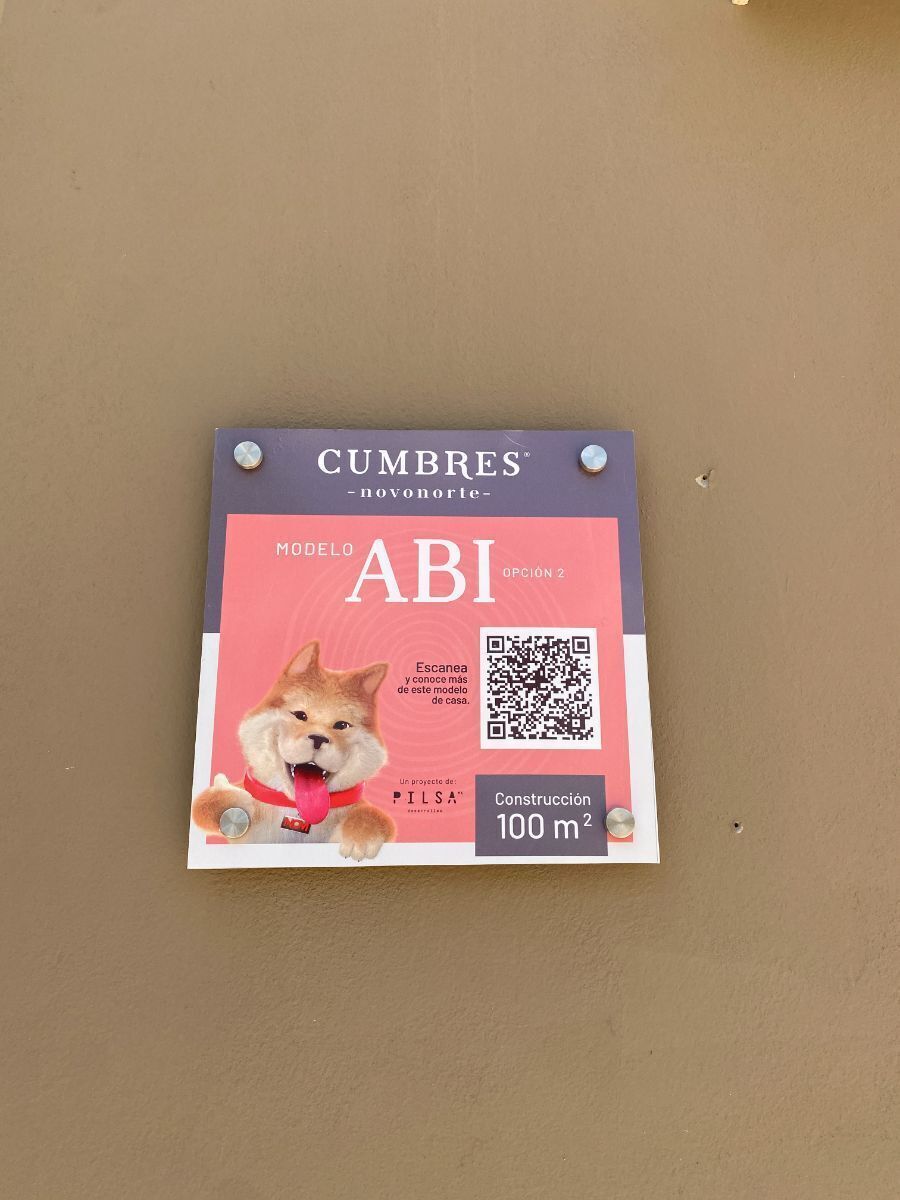 CUMBRES®
-novonorte-
MODELO ABI OPCIÓN 2
Escanea
y conoce más
de este modelo
de casa.
Un proyecto de:
PILSA
desarrollos
Construcción
100 m²